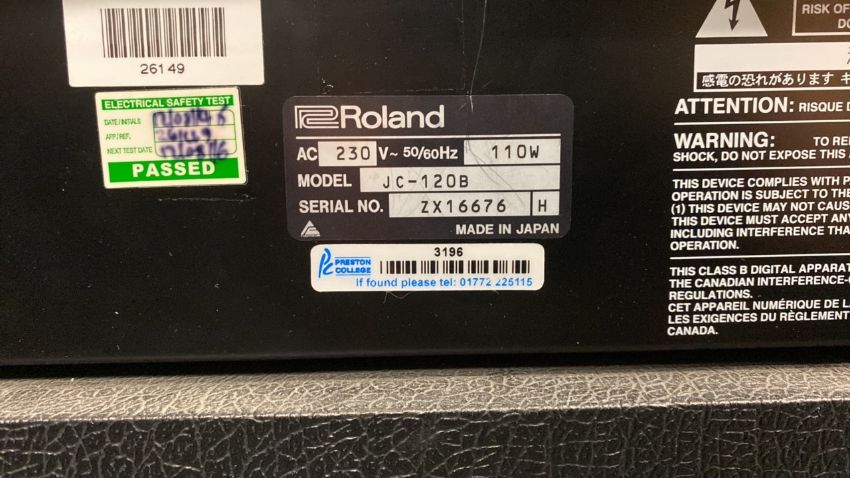 26149
ELECTRICAL SAFETY TEST
DATE/INITIALS
APP/REF. 26149
NEXT TEST DATE
PASSED
Roland
AC 230 V~ 50/60Hz 110W
MODEL JC-120B
SERIAL NO. ZX16676 H
MADE IN JAPAN
PRESTON COLLEGE
3196
If found please tel: 01772 225115
RISK OF
感電の恐れがあります キ
ATTENTION: RISQUE D
WARNING: TO RE
SHOCK, DO NOT EXPOSE THIS
THIS DEVICE COMPLIES WITH P
OPERATION IS SUBJECT TO THE
(1) THIS DEVICE MAY NOT CAUS
THIS DEVICE MUST ACCEPT ANY
INCLUDING INTERFERENCE THA
OPERATION.
THIS CLASS B DIGITAL APPARAT
THE CANADIAN INTERFERENCE-
REGULATIONS.
CET APPAREIL NUMÉRIQUE DE L
LES EXIGENCES DU RÈGLEMENT
CANADA.